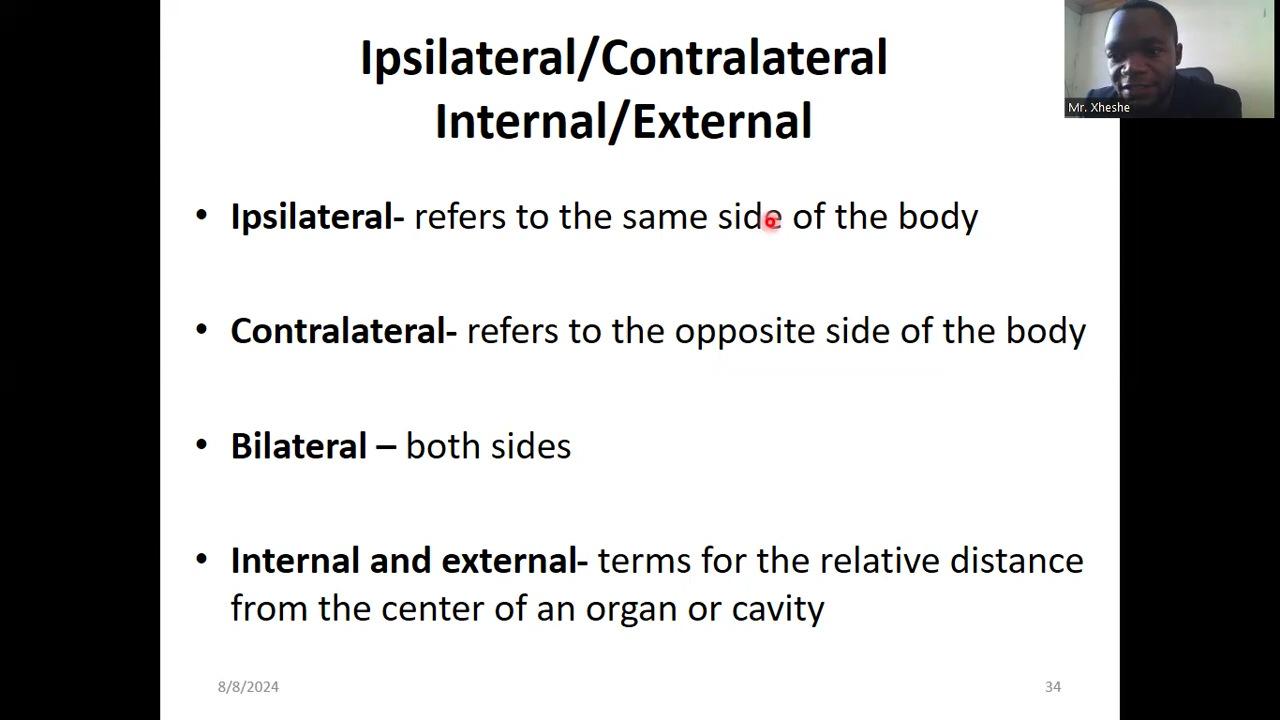 Ipsilateral/Contralateral
Internal/External
Mr. Xheshe
• Ipsilateral- refers to the same side of the body
• Contralateral- refers to the opposite side of the body
• Bilateral – both sides
• Internal and external- terms for the relative distance
from the center of an organ or cavity
8/8/2024
34